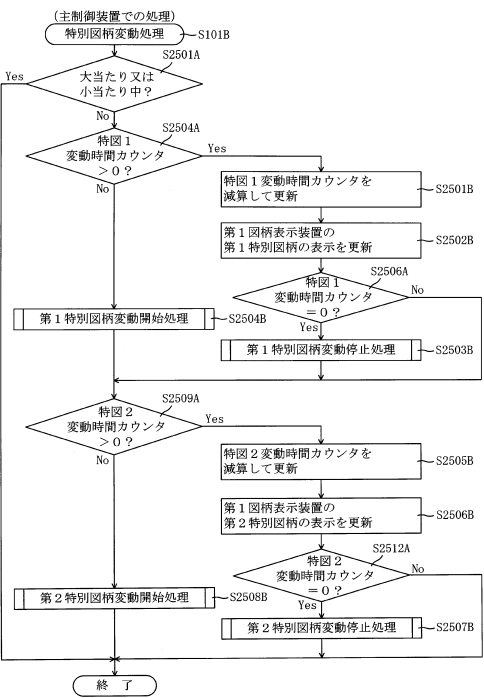 (主制御装置での処理)
特別図柄変動処理
S101B
S2501A
Yes
大当たり又は
小当たり中?
No
S2504A
特図1
変動時間カウンタ
>0?
Yes
No
特図1変動時間カウンタを
減算して更新
S2501B
第1図柄表示装置の
第1特別図柄の表示を更新
S2502B
S2506A
特図1
変動時間カウンタ
=0?
No
Yes
第1特別図柄変動開始処理
S2504B
第1特別図柄変動停止処理
S2503B
S2509A
特図2
変動時間カウンタ
>0?
Yes
No
特図2変動時間カウンタを
減算して更新
S2505B
第1図柄表示装置の
第2特別図柄の表示を更新
S2506B
S2512A
特図2
変動時間カウンタ
=0?
No
Yes
第2特別図柄変動開始処理
S2508B
第2特別図柄変動停止処理
S2507B
終 了